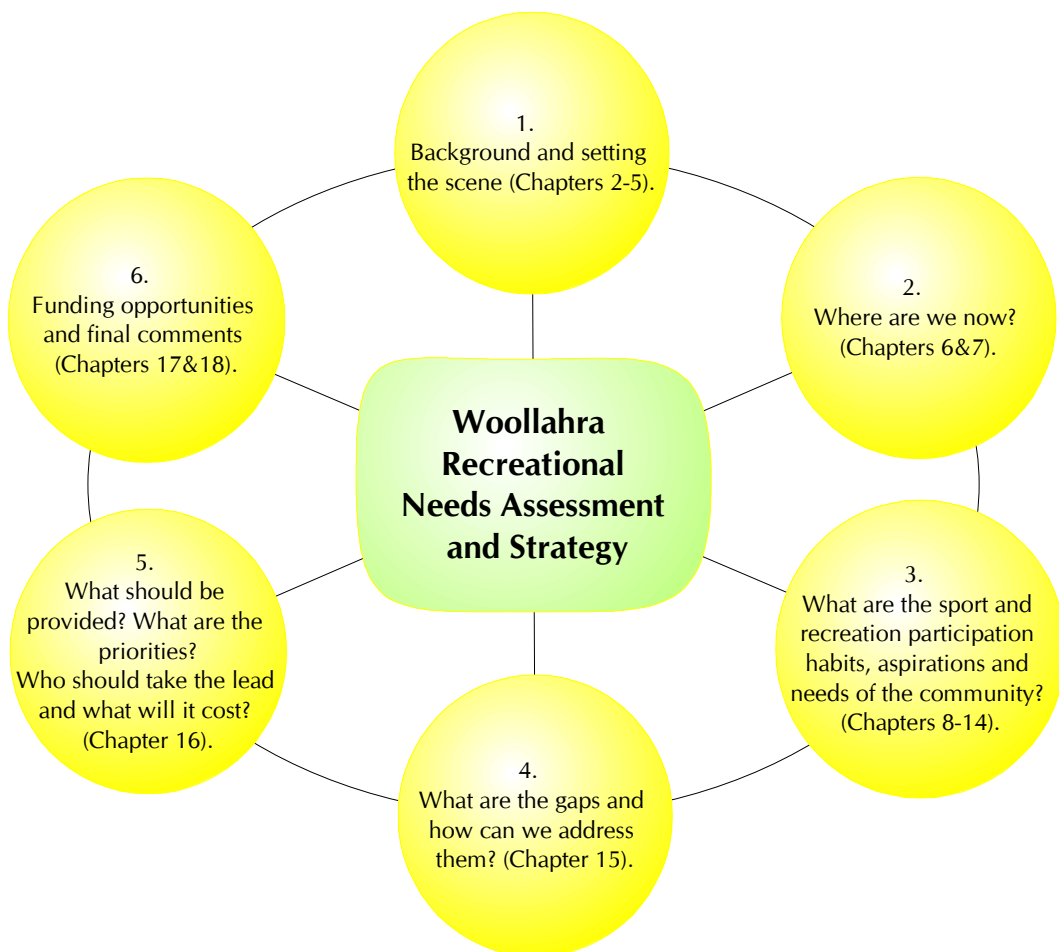 1.
Background and setting
the scene (Chapters 2-5).
2.
Where are we now?
(Chapters 6&7).
3.
What are the sport and
recreation participation
habits, aspirations and
needs of the community?
(Chapters 8-14).
4.
What are the gaps and
how can we address
them? (Chapter 15).
5.
What should be
provided? What are the
priorities?
Who should take the lead
and what will it cost?
(Chapter 16).
6.
Funding opportunities
and final comments
(Chapters 17&18).
Woollahra
Recreational
Needs Assessment
and Strategy